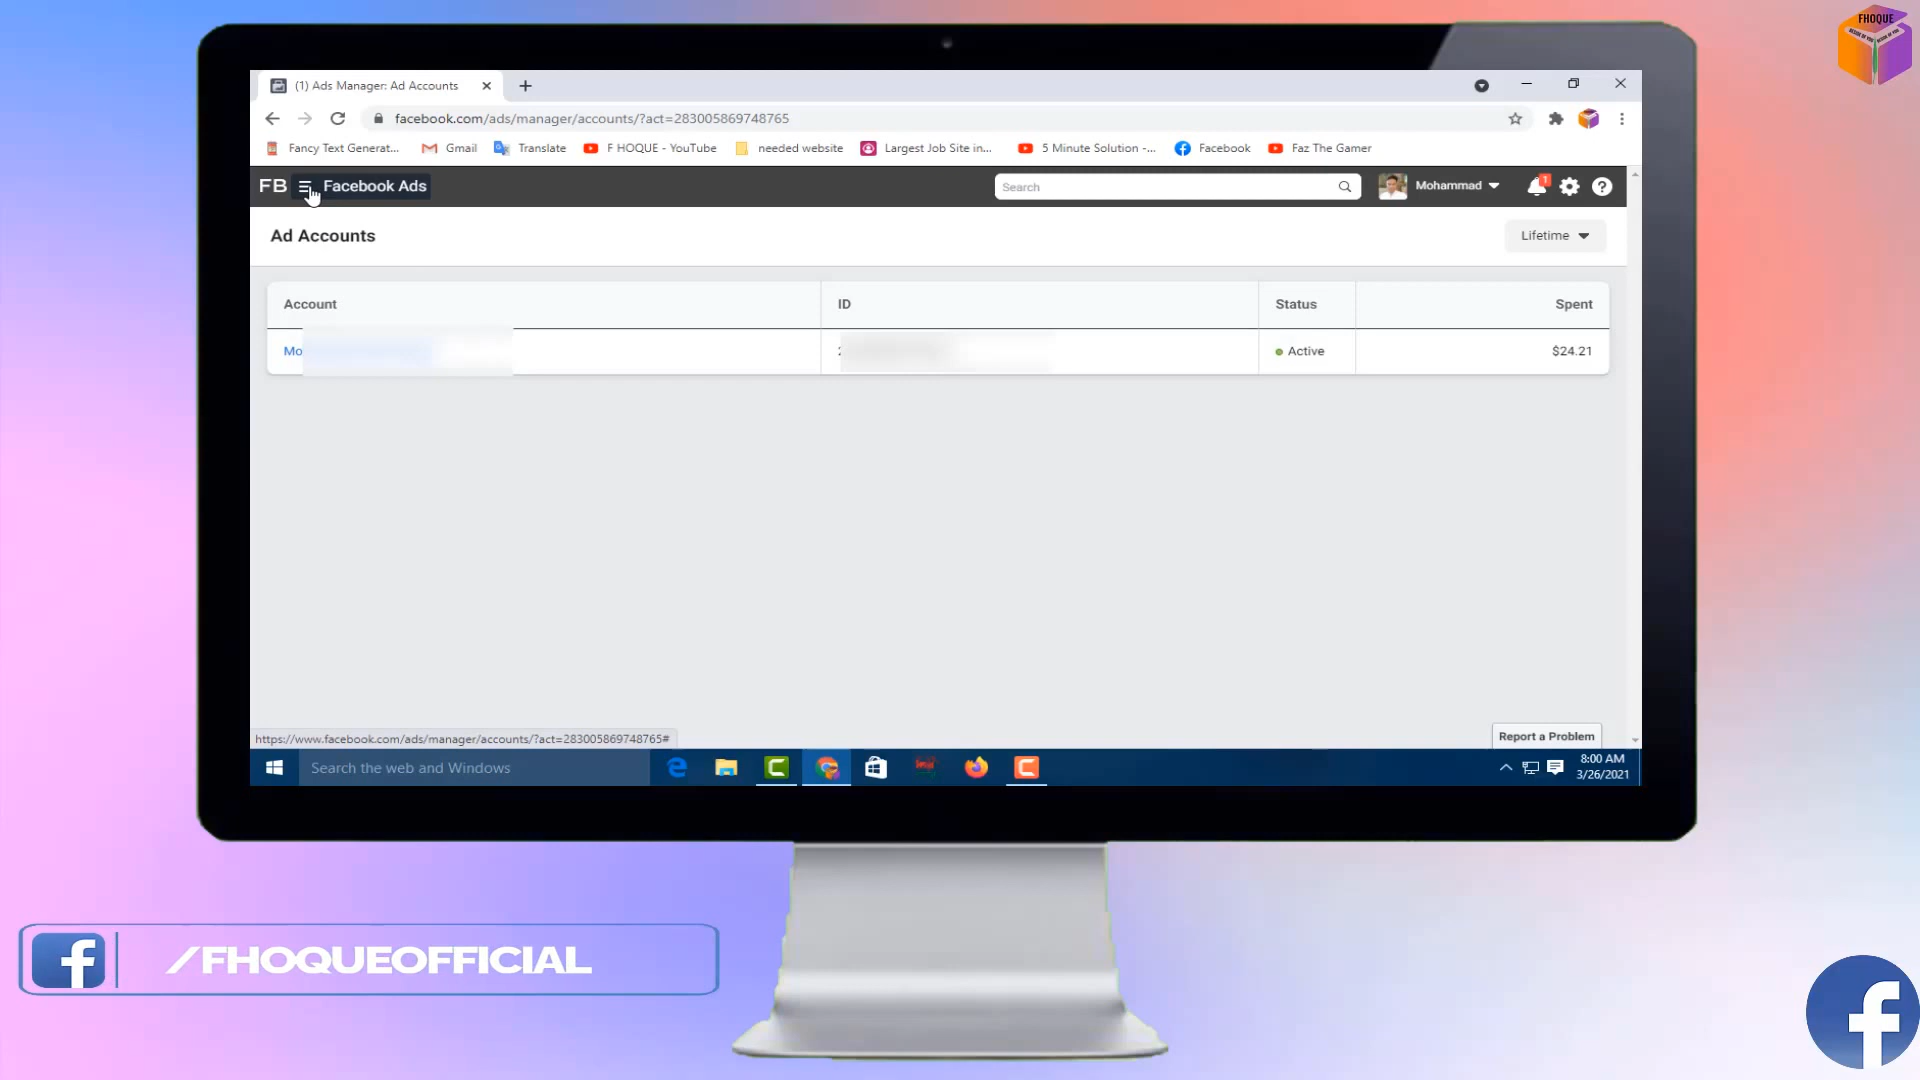 FHOQUE
(1) Ads Manager: Ad Accounts
facebook.com/ads/manager/accounts/?act=283005869748765
Fancy Text Generat... Gmail Translate F HOQUE - YouTube needed website Largest Job Site in... 5 Minute Solution -... Facebook Faz The Gamer
FB Facebook Ads Search Mohammad 1
Ad Accounts Lifetime
Account ID Status Spent
Mo Active $24.21
Report a Problem
https://www.facebook.com/ads/manager/accounts/?act=283005869748765#
Search the web and Windows 8:00 AM
3/26/2021
/FHOQUEOFFICIAL